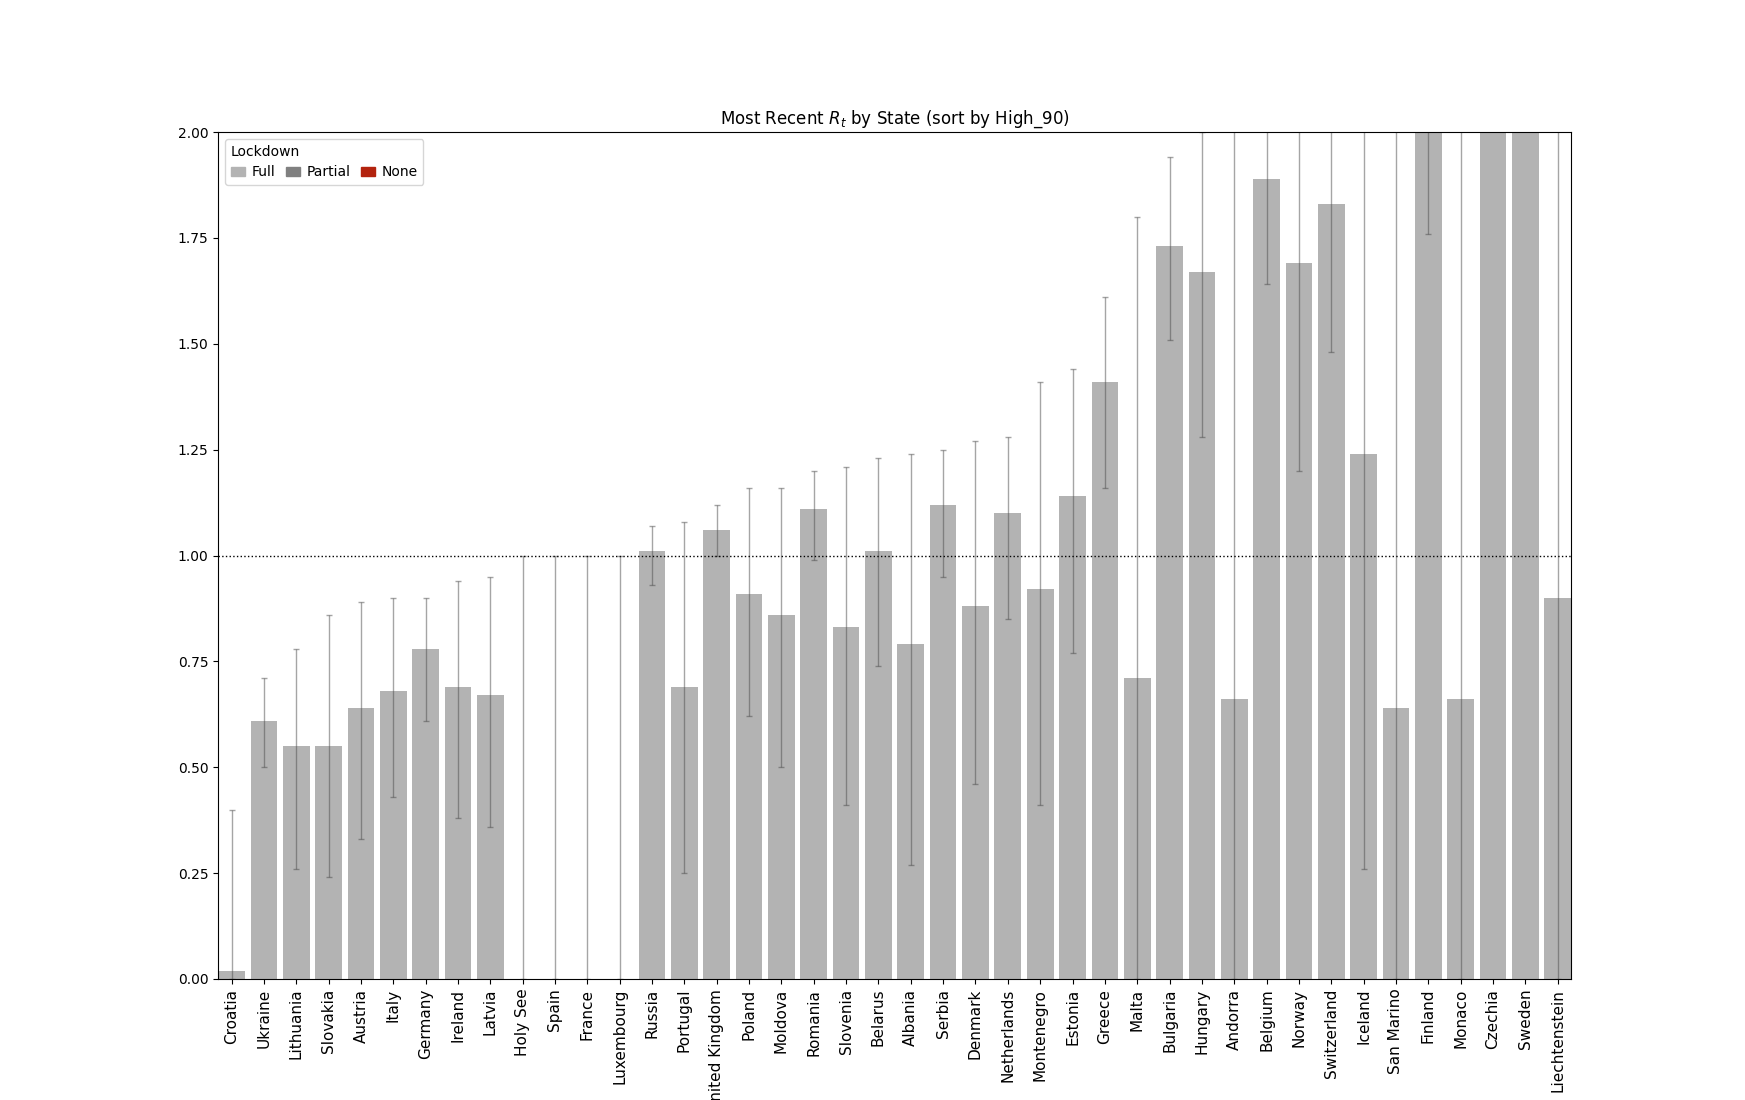 Most Recent R_t by State (sort by High_90)
Lockdown
Full Partial None
2.00
1.75
1.50
1.25
1.00
0.75
0.50
0.25
0.00
Croatia
Ukraine
Lithuania
Slovakia
Austria
Italy
Germany
Ireland
Latvia
Holy See
Spain
France
Luxembourg
Russia
Portugal
nited Kingdom
Poland
Moldova
Romania
Slovenia
Belarus
Albania
Serbia
Denmark
Netherlands
Montenegro
Estonia
Greece
Malta
Bulgaria
Hungary
Andorra
Belgium
Norway
Switzerland
Iceland
San Marino
Finland
Monaco
Czechia
Sweden
Liechtenstein